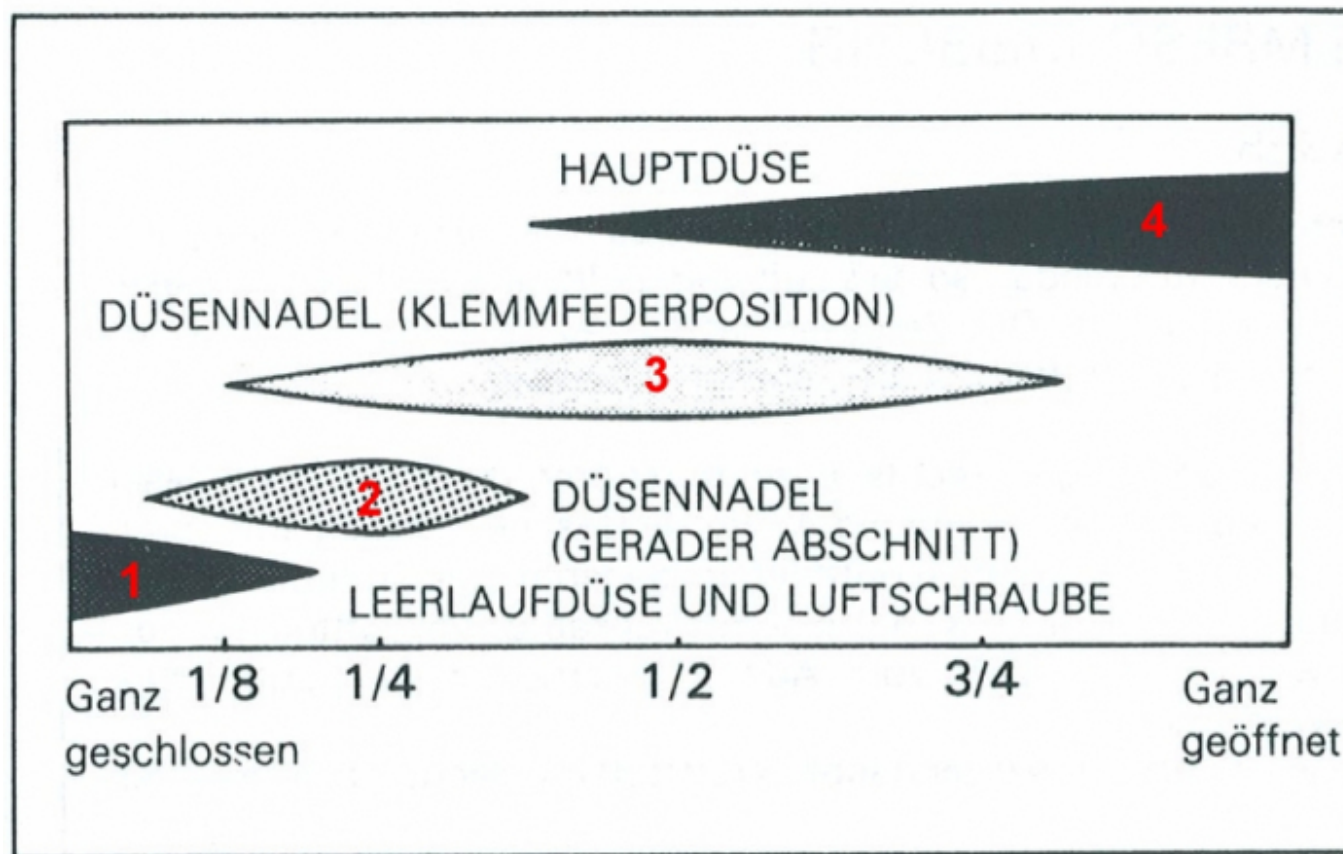 HAUPTDÜSE
4
DÜSENNADEL (KLEMMFEDERPOSITION)
3
2
DÜSENNADEL
(GERADER ABSCHNITT)
1
LEERLAUFDÜSE UND LUFTSCHRAUBE
Ganz geschlossen
1/8
1/4
1/2
3/4
Ganz geöffnet